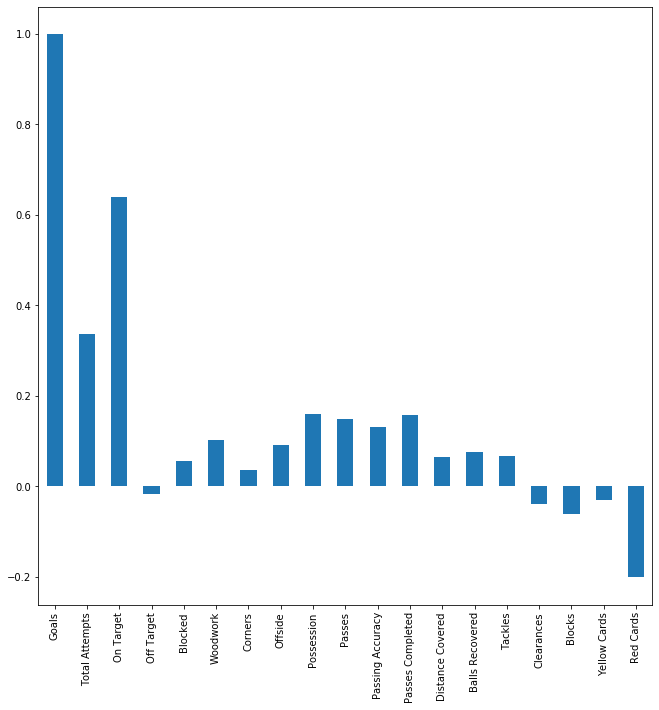 1.0
0.8
0.6
0.4
0.2
0.0
−0.2
Goals
Total Attempts
On Target
Off Target
Blocked
Woodwork
Corners
Offside
Possession
Passes
Passing Accuracy
Passes Completed
Distance Covered
Balls Recovered
Tackles
Clearances
Blocks
Yellow Cards
Red Cards